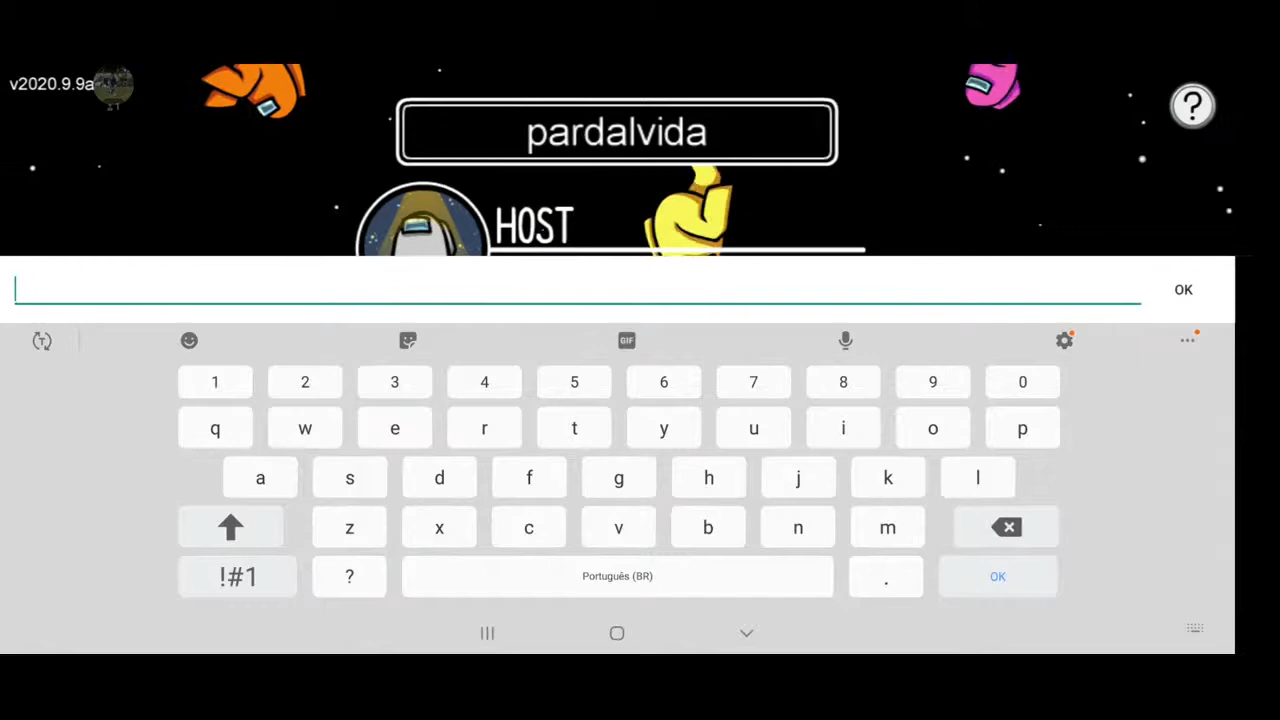 v2020.9.9a
pardalvida
?
HOST
OK
T
GIF
1 2 3 4 5 6 7 8 9 0
q w e r t y u i o p
a s d f g h j k l
z x c v b n m
!#1 ? Português (BR) . OK